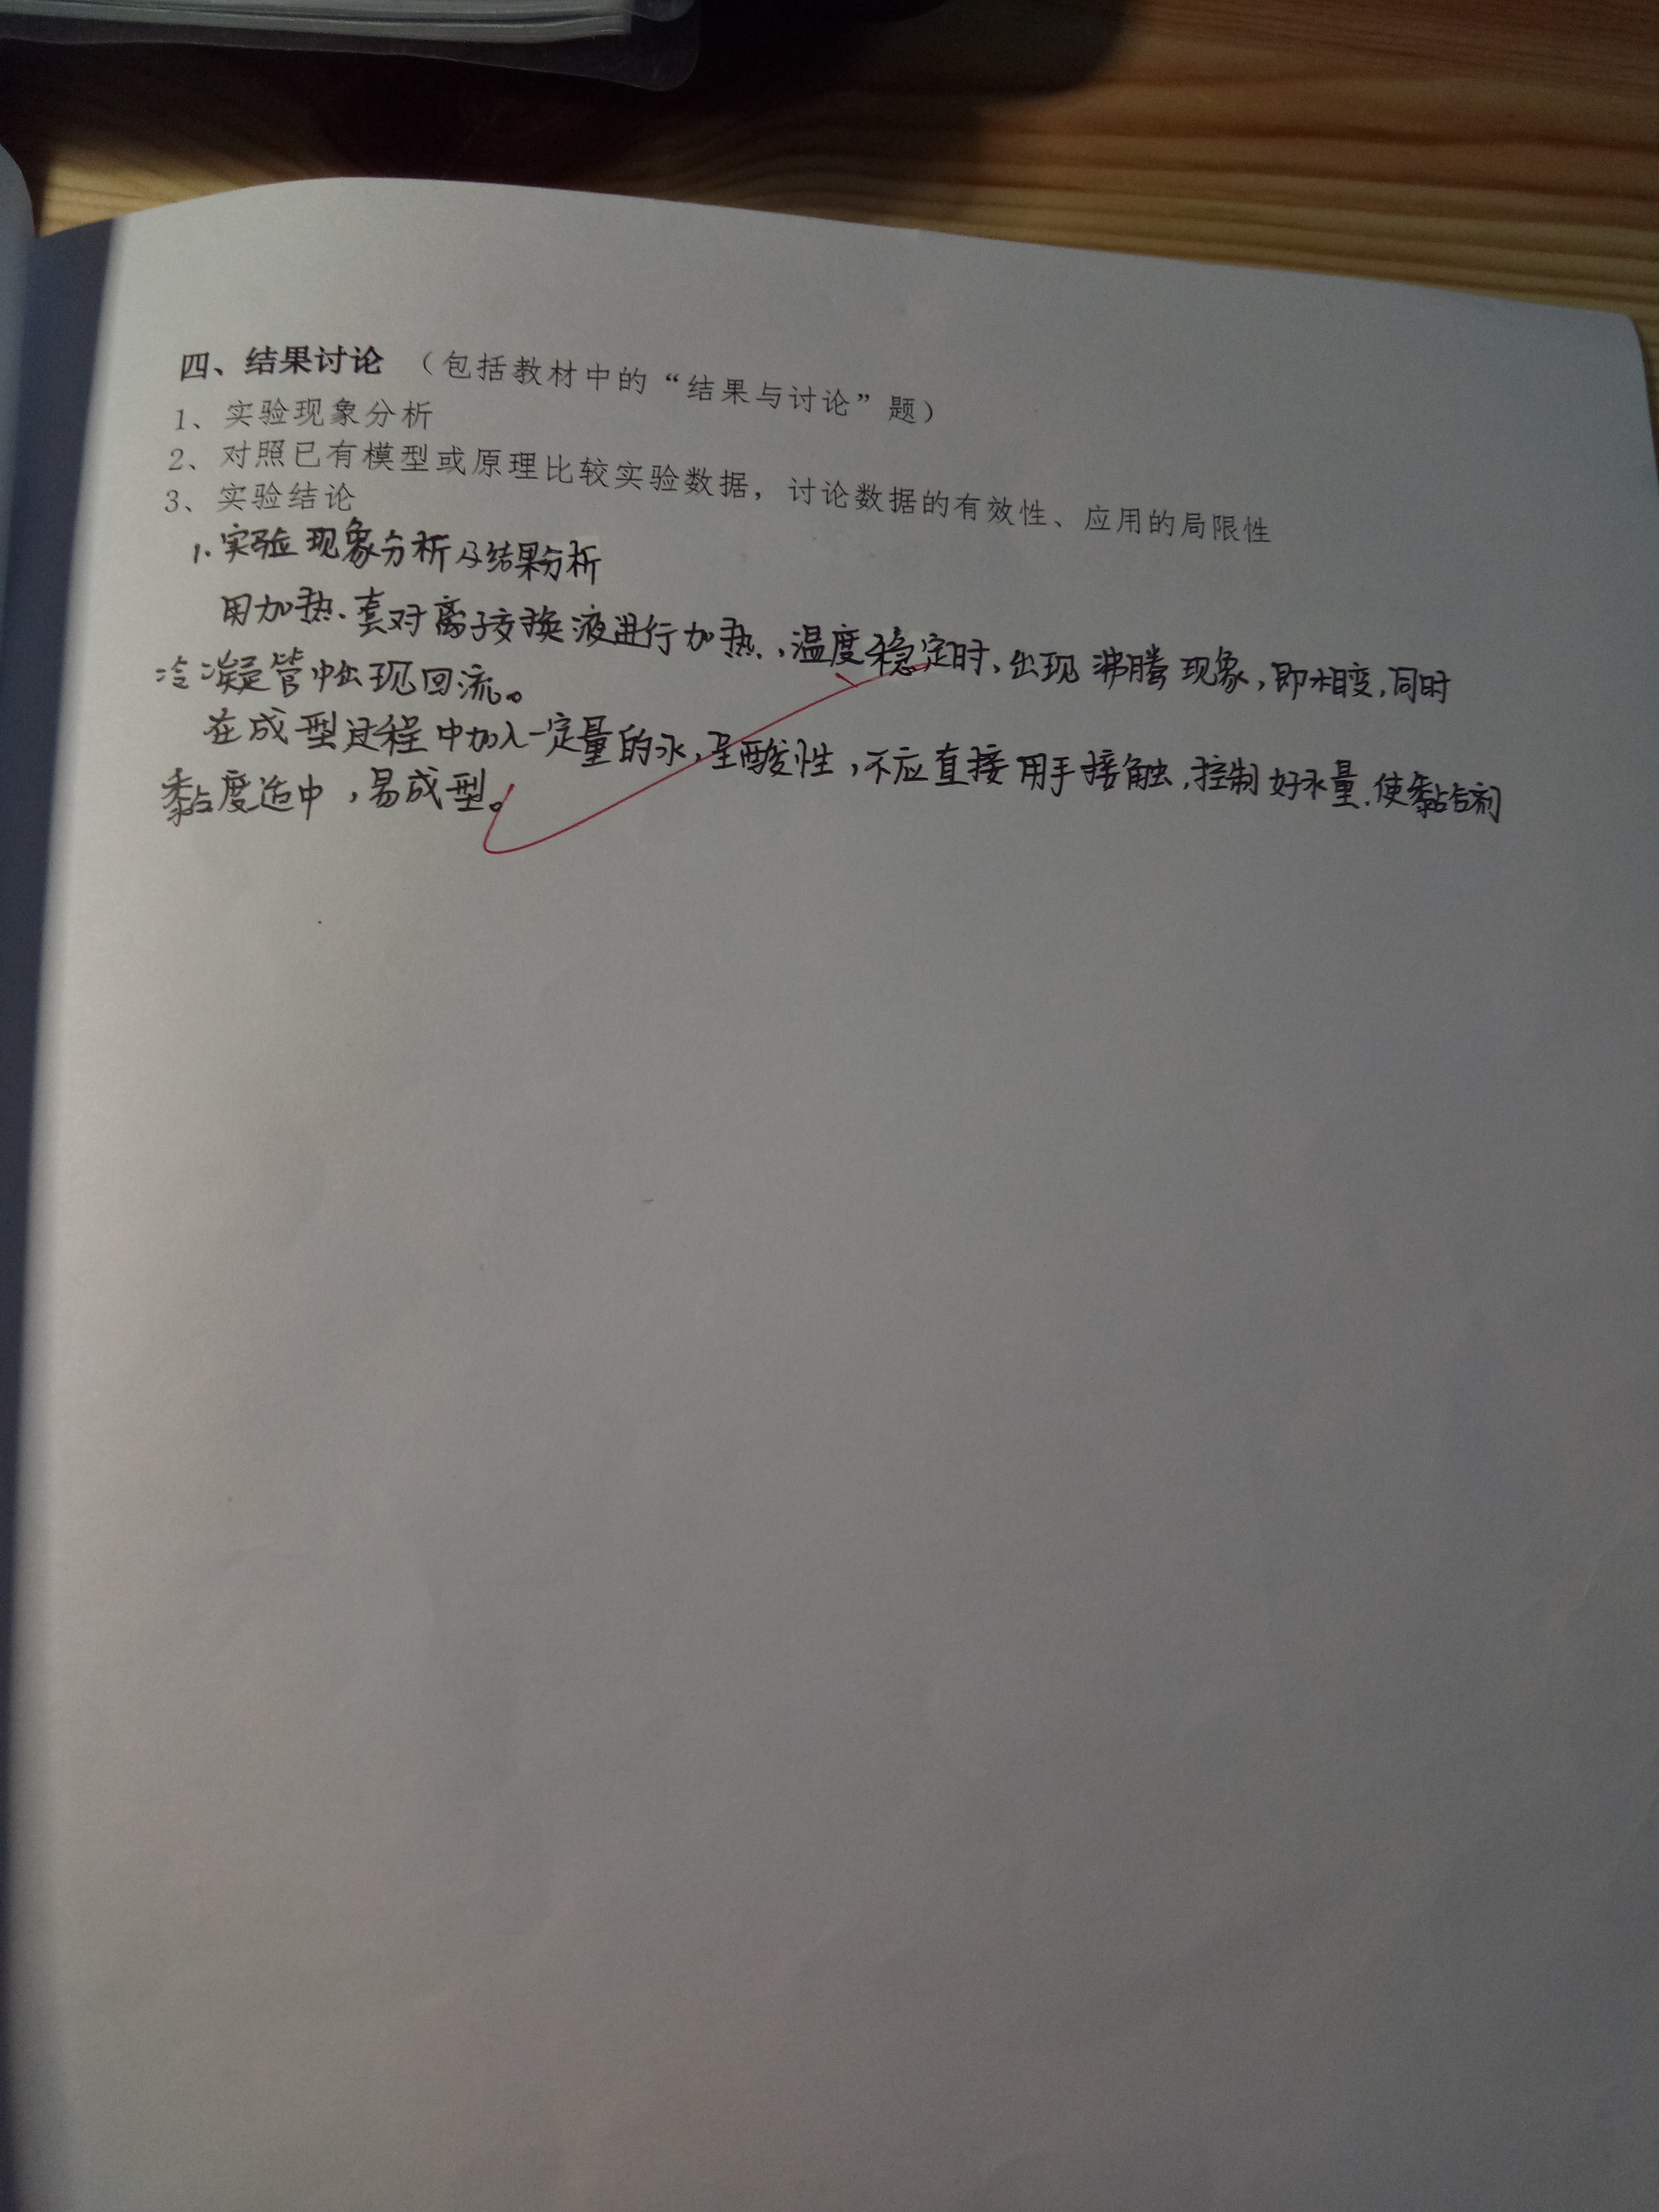 四、结果讨论 （包括教材中的“结果与讨论”题）
1、实验现象分析
2、对照已有模型或原理比较实验数据，讨论数据的有效性、应用的局限性
3、实验结论
1.实验现象分析及结果分析
用加热套对离子交换液进行加热，温度稳定时，出现沸腾现象，即相变，同时
冷凝管中出现回流。
在成型过程中加入一定量的水，呈酸性，不应直接用手接触，控制好水量，使黏合剂
黏度适中，易成型。